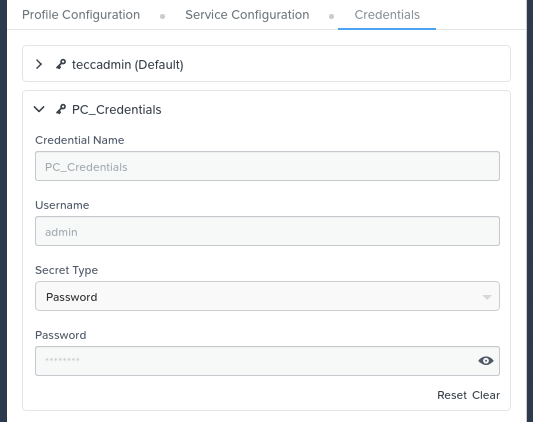 Profile Configuration Service Configuration Credentials
teccadmin (Default)
PC_Credentials
Credential Name
PC_Credentials
Username
admin
Secret Type
Password
Password
********
Reset Clear